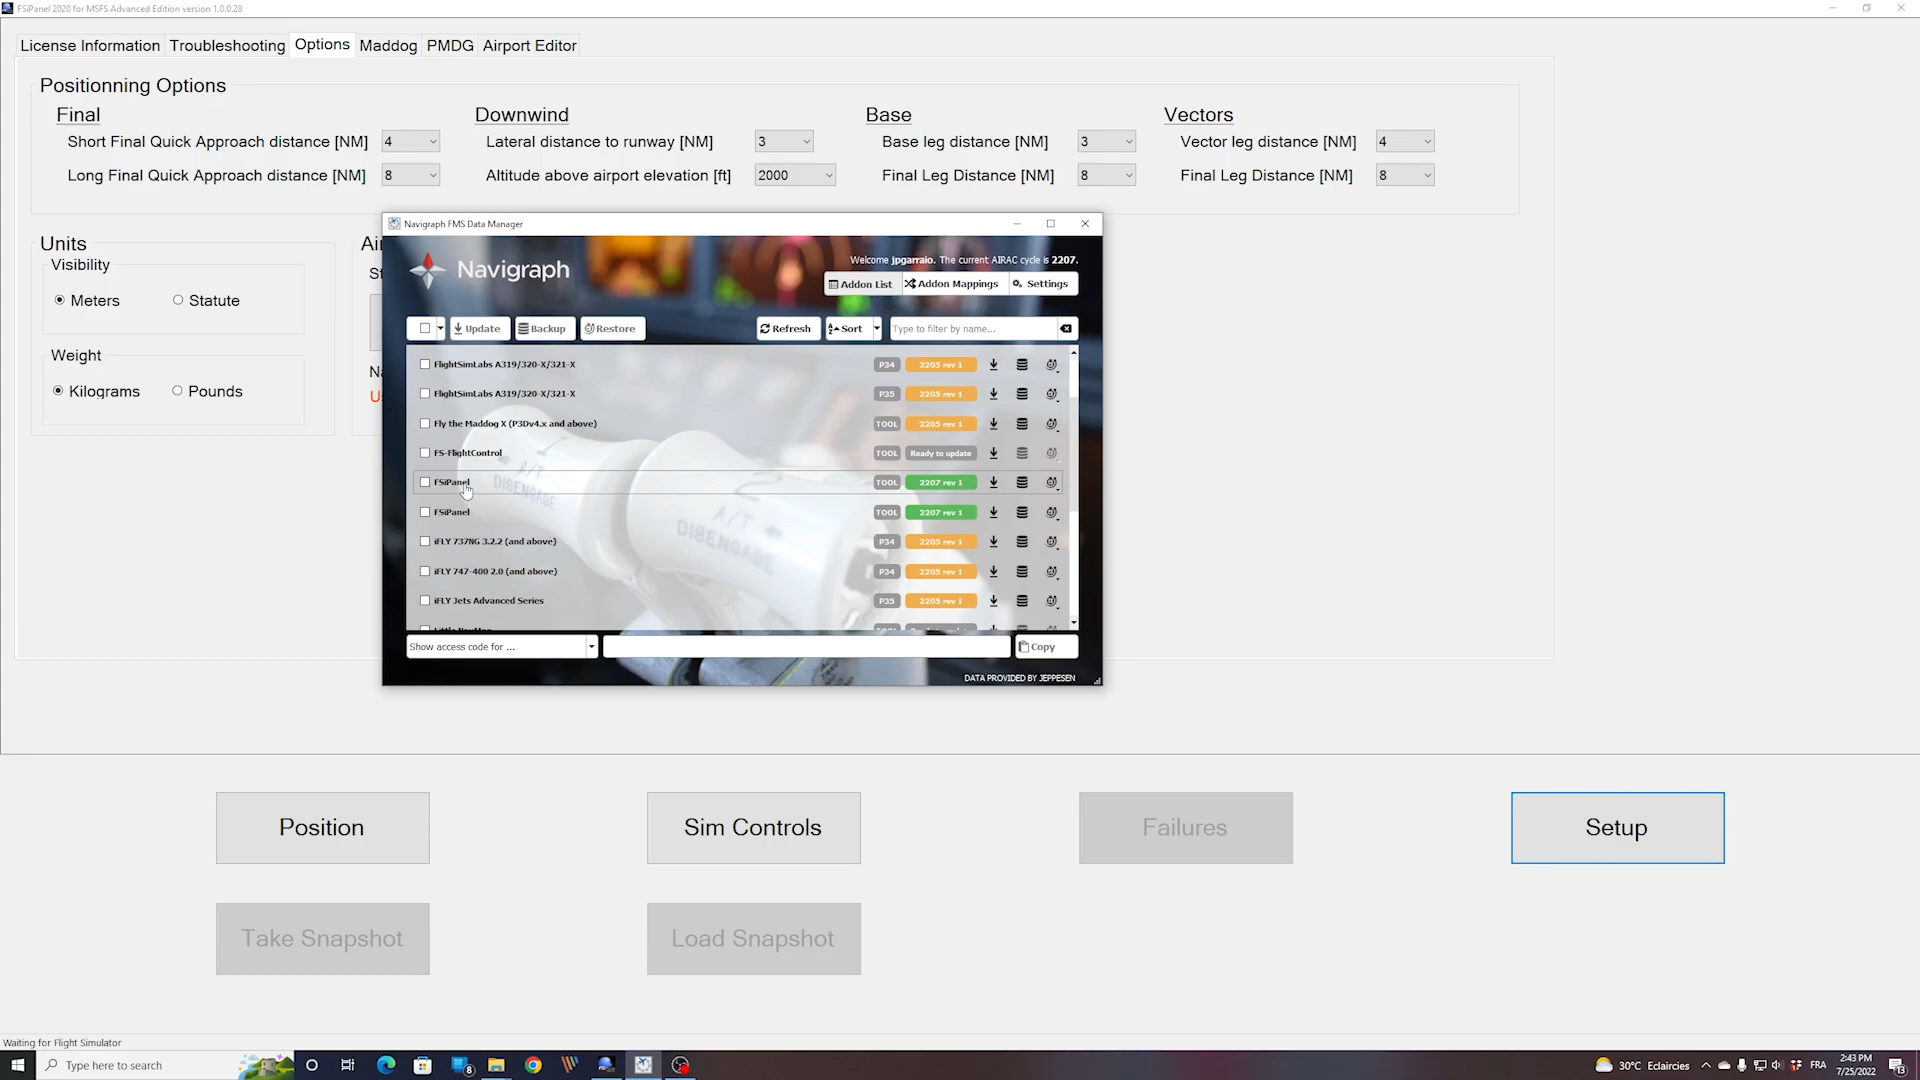 FSiPanel 2020 for MSFS Advanced Edition version 1.0.0.28
License Information Troubleshooting Options Maddog PMDG Airport Editor
Positionning Options
Final Downwind Base Vectors
Short Final Quick Approach distance [NM] 4 Lateral distance to runway [NM] 3 Base leg distance [NM] 3 Vector leg distance [NM] 4
Long Final Quick Approach distance [NM] 8 Altitude above airport elevation [ft] 2000 Final Leg Distance [NM] 8 Final Leg Distance [NM] 8
Units
Visibility
Meters Statute
Weight
Kilograms Pounds
Navigraph FMS Data Manager
Navigraph
Welcome jpgarraio. The current AIRAC cycle is 2207.
Addon List Addon Mappings Settings
Update Backup Restore Refresh Sort Type to filter by name...
FlightSimLabs A319/320-X/321-X P34 2205 rev 1
FlightSimLabs A319/320-X/321-X P35 2205 rev 1
Fly the Maddog X (P3Dv4.x and above) TOOL 2205 rev 1
FS-FlightControl TOOL Ready to update
FSiPanel TOOL 2207 rev 1
FSiPanel TOOL 2207 rev 1
iFLY 737NG 3.2.2 (and above) P34 2205 rev 1
iFLY 747-400 2.0 (and above) P34 2205 rev 1
iFLY Jets Advanced Series P35 2205 rev 1
A/T
DISENGAGE
2
A/T
DISENGAGE
Show access code for ... Copy
DATA PROVIDED BY JEPPESEN
Position Sim Controls Failures Setup
Take Snapshot Load Snapshot
Waiting for Flight Simulator
Type here to search 8 30°C Eclaircies FRA 2:43 PM
7/25/2022 13